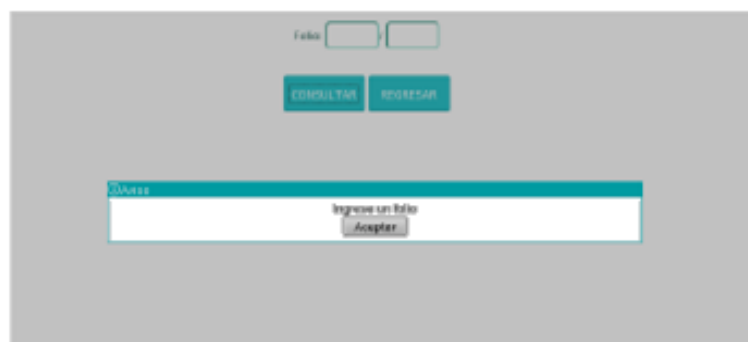 Folio /
CONSULTAR REGRESAR
Aviso
Ingrese un folio
Aceptar